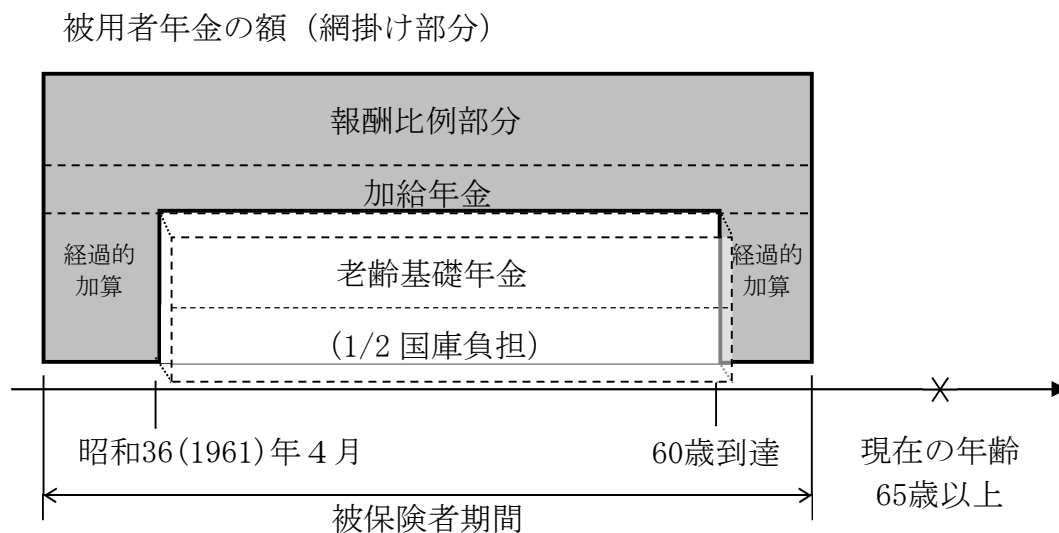 被用者年金の額（網掛け部分）
報酬比例部分
加給年金
経過的
加算
老齢基礎年金
(1/2 国庫負担)
経過的
加算
昭和36(1961)年４月
60歳到達
現在の年齢
65歳以上
被保険者期間